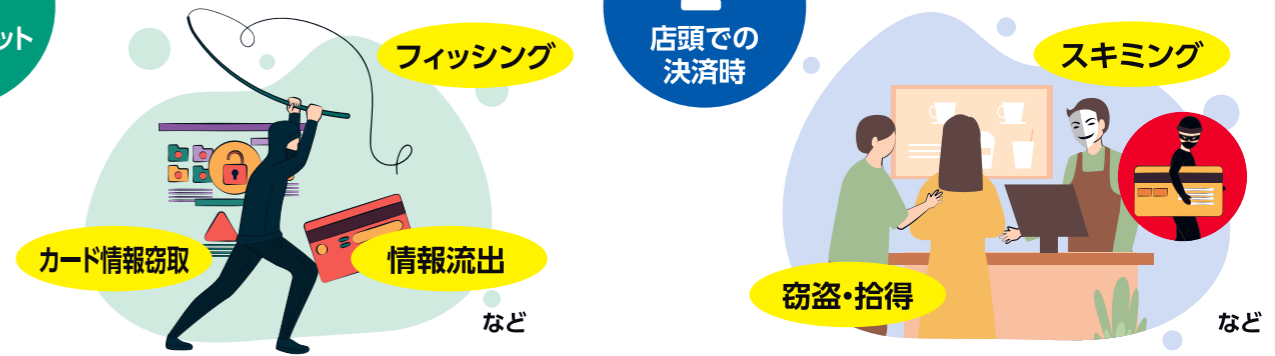 ット
フィッシング
カード情報窃取
情報流出
など
店頭での
決済時
スキミング
窃盗・拾得
など